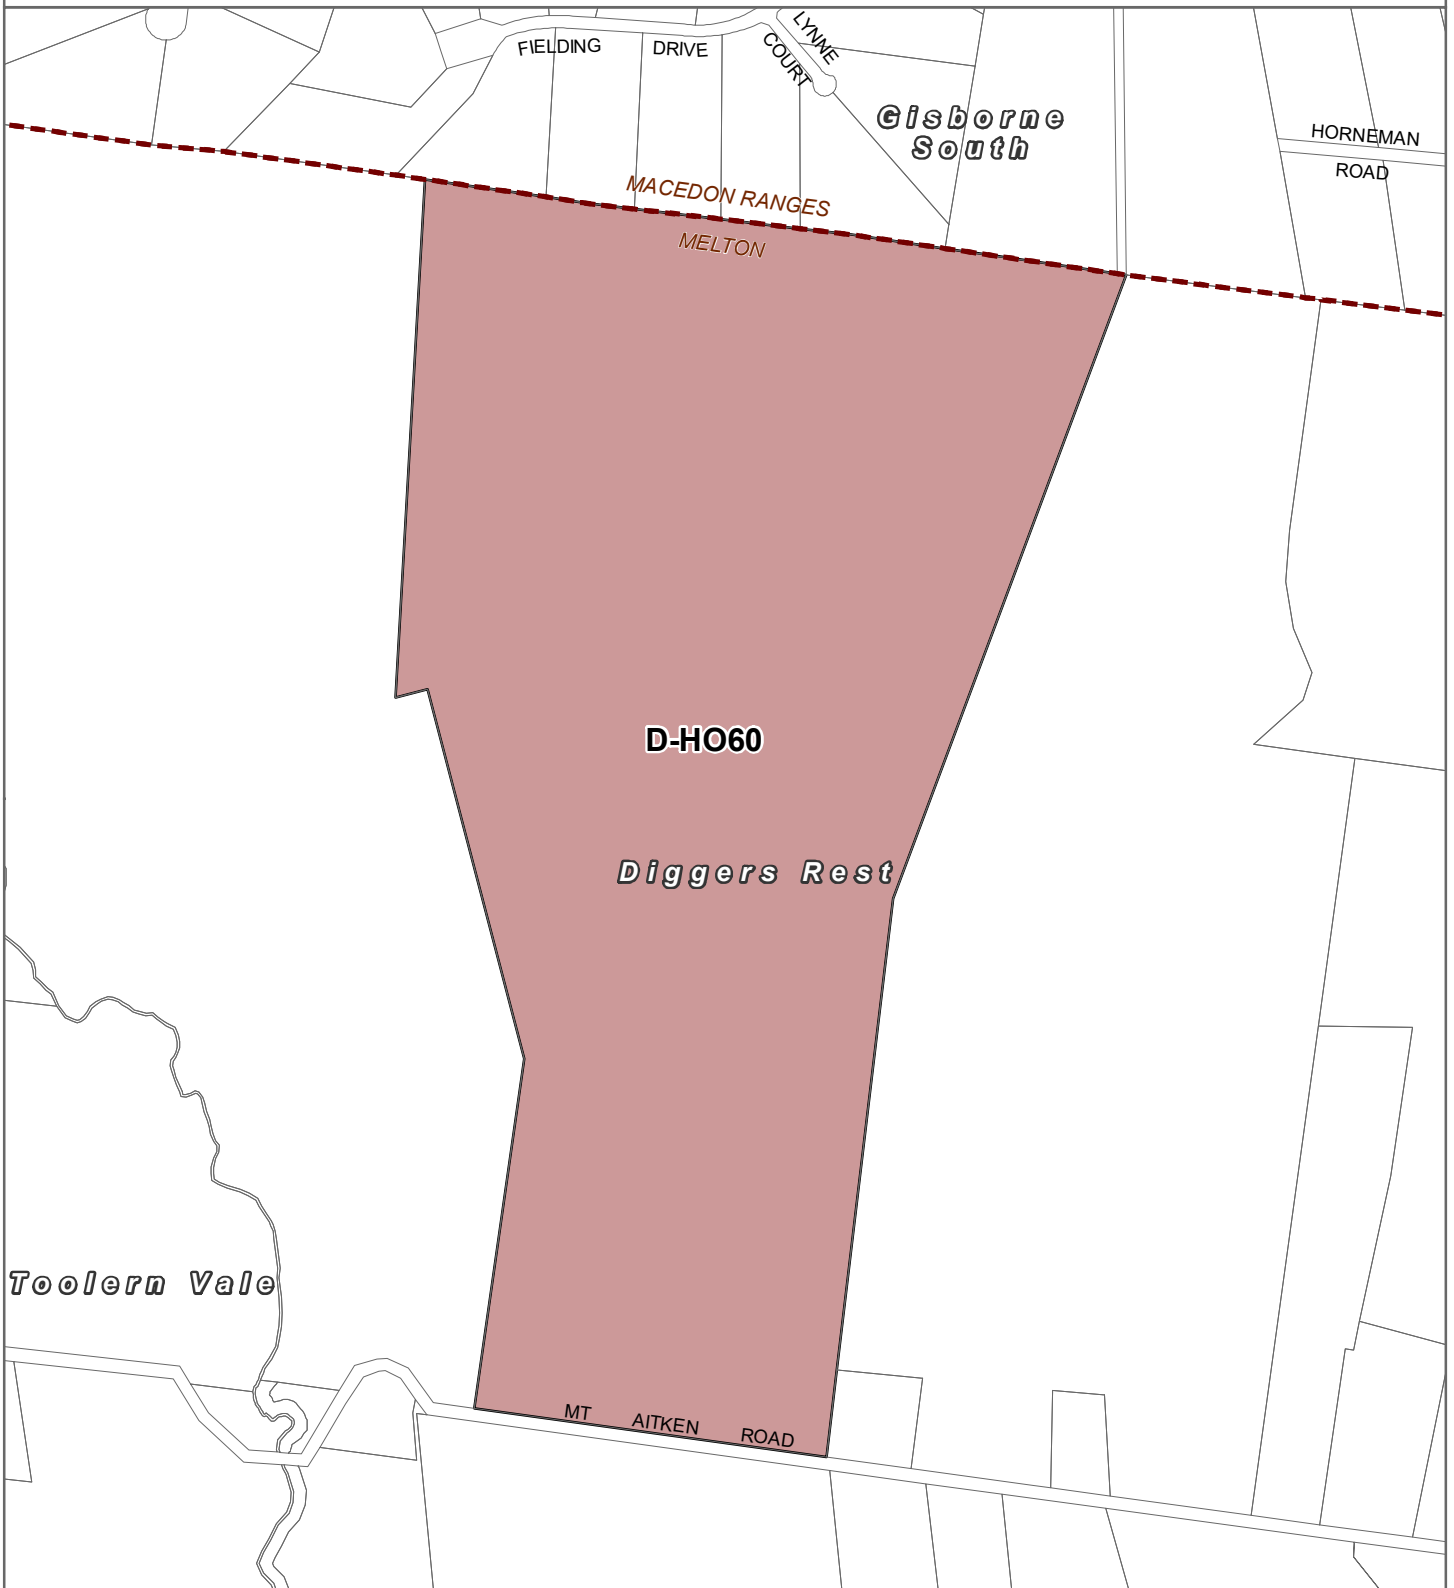 LYNNE
COURT
FIELDING DRIVE
Gisborne
South
HORNEMAN
ROAD
MACEDON RANGES
MELTON
D-HO60
Diggers Rest
Toolern Vale
MT AITKEN ROAD